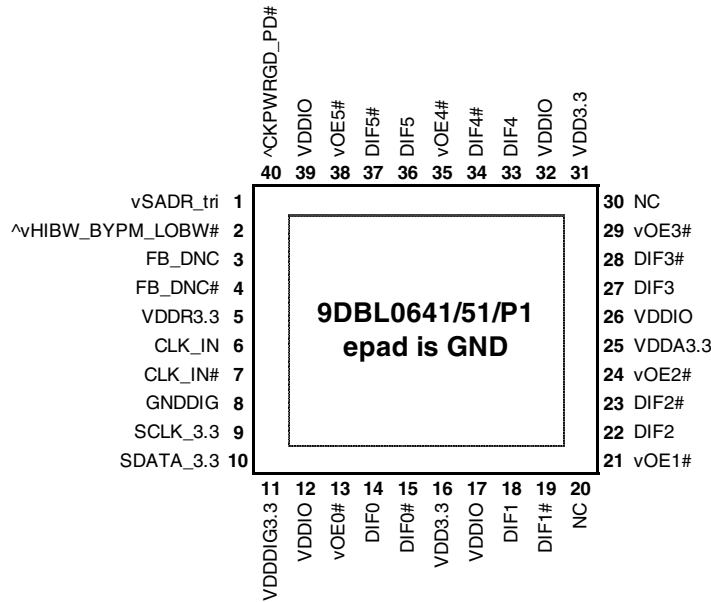 ^CKPWRGD_PD#
VDDIO
vOE5#
DIF5#
DIF5
vOE4#
DIF4#
DIF4
VDDIO
VDD3.3
40 39 38 37 36 35 34 33 32 31
vSADR_tri 1
^vHIBW_BYPM_LOBW# 2
FB_DNC 3
FB_DNC# 4
VDDR3.3 5
CLK_IN 6
CLK_IN# 7
GNDDIG 8
SCLK_3.3 9
SDATA_3.3 10
9DBL0641/51/P1
epad is GND
30 NC
29 vOE3#
28 DIF3#
27 DIF3
26 VDDIO
25 VDDA3.3
24 vOE2#
23 DIF2#
22 DIF2
21 vOE1#
11 12 13 14 15 16 17 18 19 20
VDDDIG3.3
VDDIO
vOE0#
DIF0
DIF0#
VDD3.3
VDDIO
DIF1
DIF1#
NC